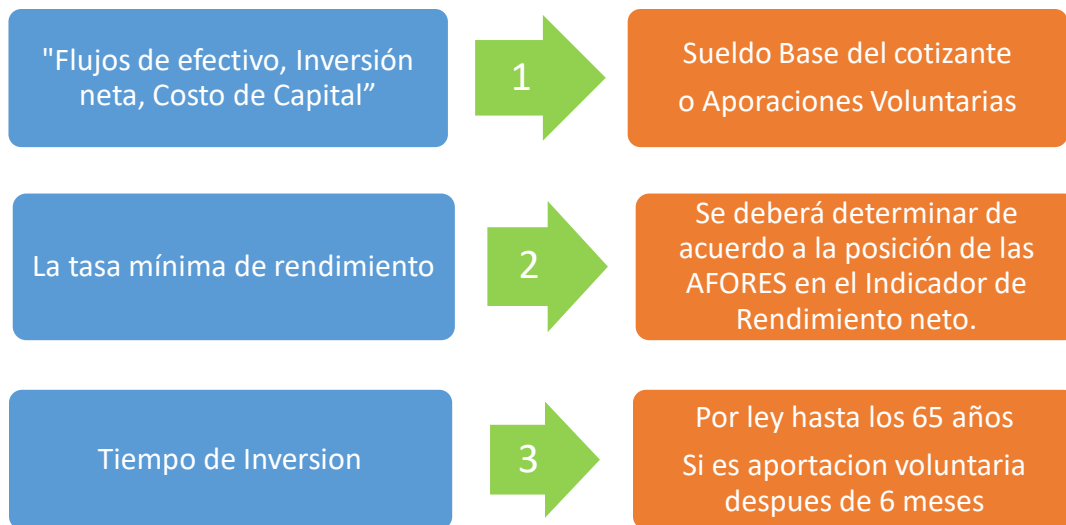 "Flujos de efectivo, Inversión
neta, Costo de Capital”
1
Sueldo Base del cotizante
o Aporaciones Voluntarias
La tasa mínima de rendimiento
2
Se deberá determinar de
acuerdo a la posición de las
AFORES en el Indicador de
Rendimiento neto.
Tiempo de Inversion
3
Por ley hasta los 65 años
Si es aportacion voluntaria
despues de 6 meses